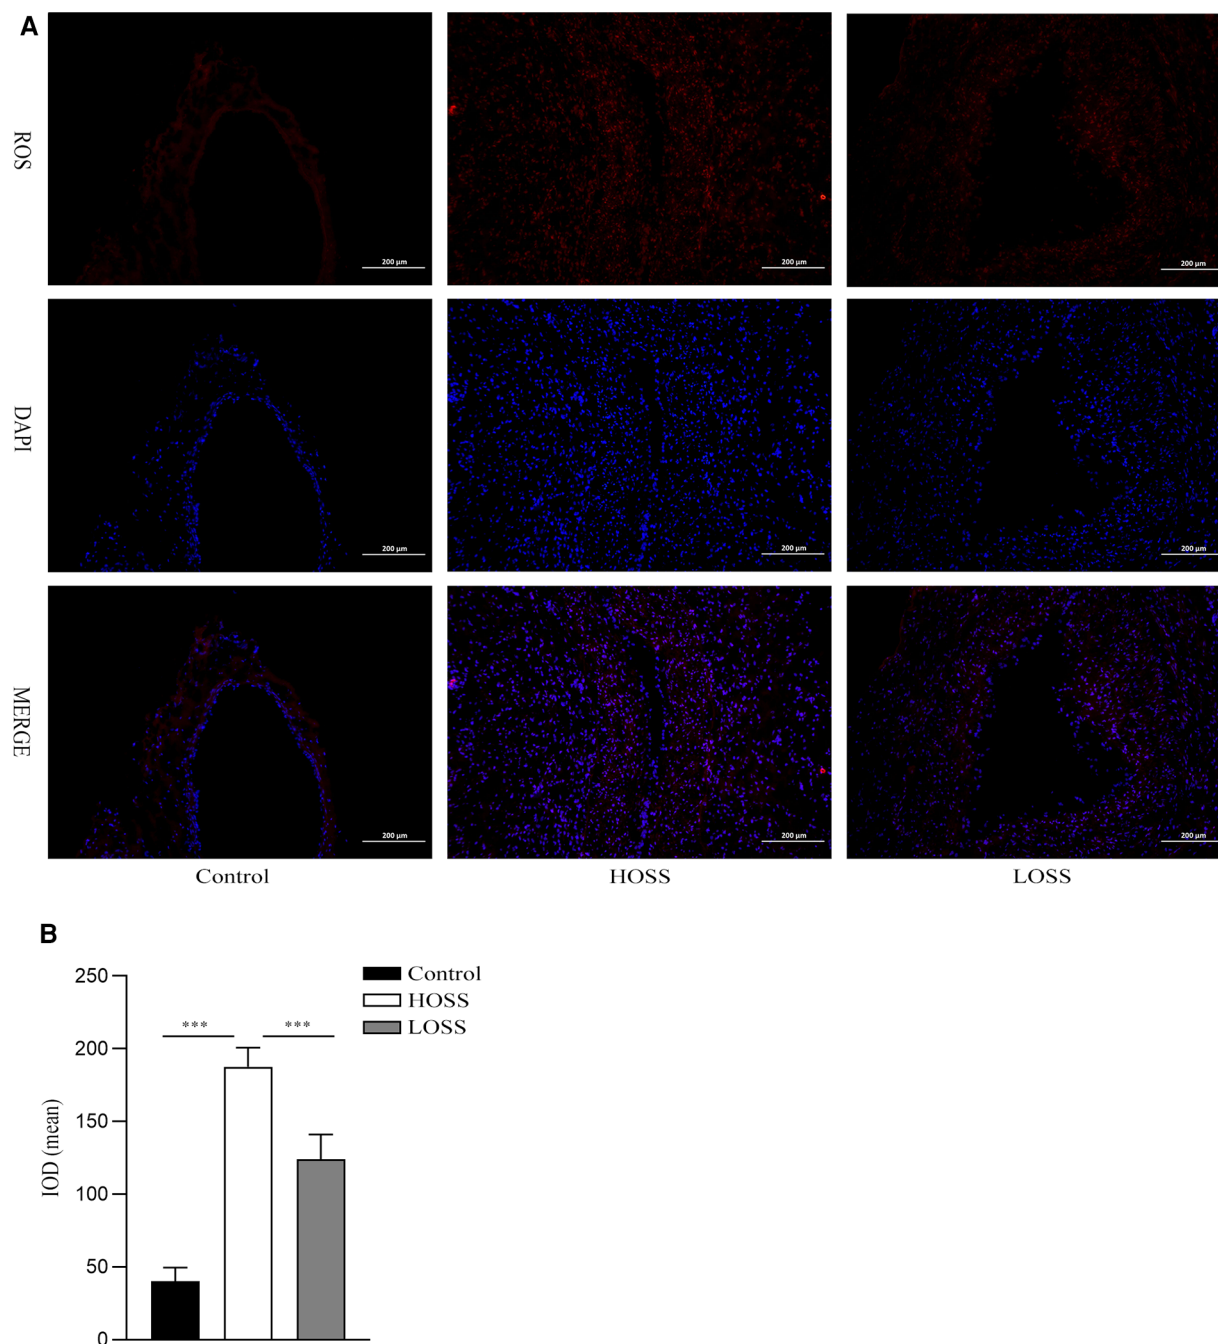 A
ROS
200 μm
200 μm
200 μm
DAPI
200 μm
200 μm
200 μm
MERGE
200 μm
200 μm
200 μm
Control
HOSS
LOSS
B
Control
HOSS
LOSS
250
200
150
100
50
0
IOD (mean)
***
***